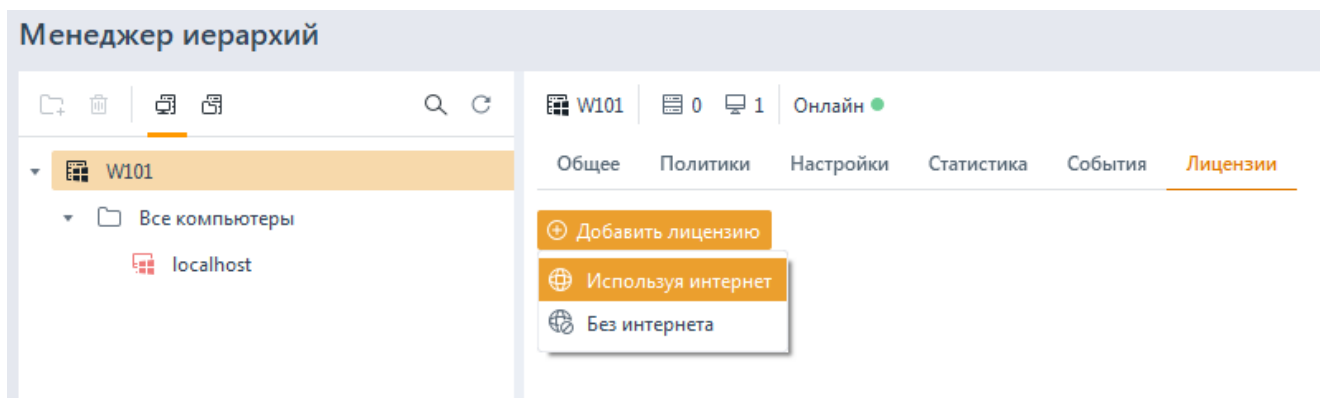 Менеджер иерархий
W101 0 1 Онлайн
Общее Политики Настройки Статистика События Лицензии
W101
Все компьютеры
localhost
Добавить лицензию
Используя интернет
Без интернета